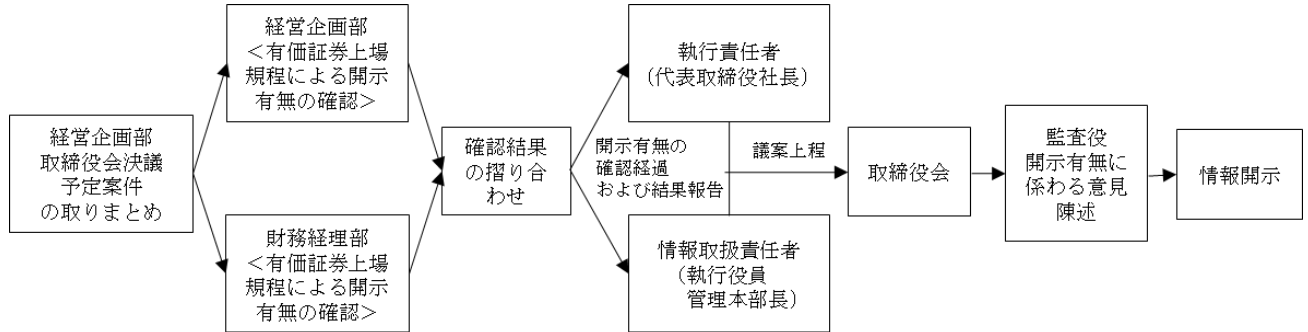 経営企画部
取締役会決議
予定案件
の取りまとめ
経営企画部
<有価証券上場
規程による開示
有無の確認>
財務経理部
<有価証券上場
規程による開示
有無の確認>
確認結果
の摺り合
わせ
開示有無の
確認経過
および結果報告
執行責任者
(代表取締役社長)
情報取扱責任者
(執行役員
管理本部長)
議案上程
取締役会
監査役
開示有無に
係わる意見
陳述
情報開示